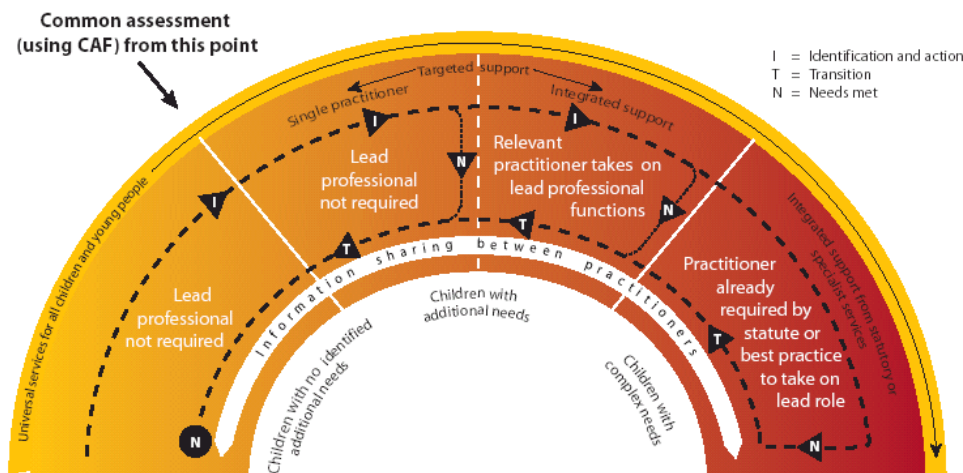 Common assessment
(using CAF) from this point
I = Identification and action
T = Transition
N = Needs met
Targeted support
Single practitioner
Integrated support
I
I
I
N
Lead
professional
not required
Relevant
practitioner takes on
lead professional
functions
N
T
T
Universal services for all children and young people
Lead
professional
not required
Information sharing between practitioners
Practitioner
already
required by
statute or
best practice
to take on
lead role
Integrated support from statutory or
specialist services
T
N
N
Children with no identified
additional needs
Children with
additional needs
Children with
complex needs